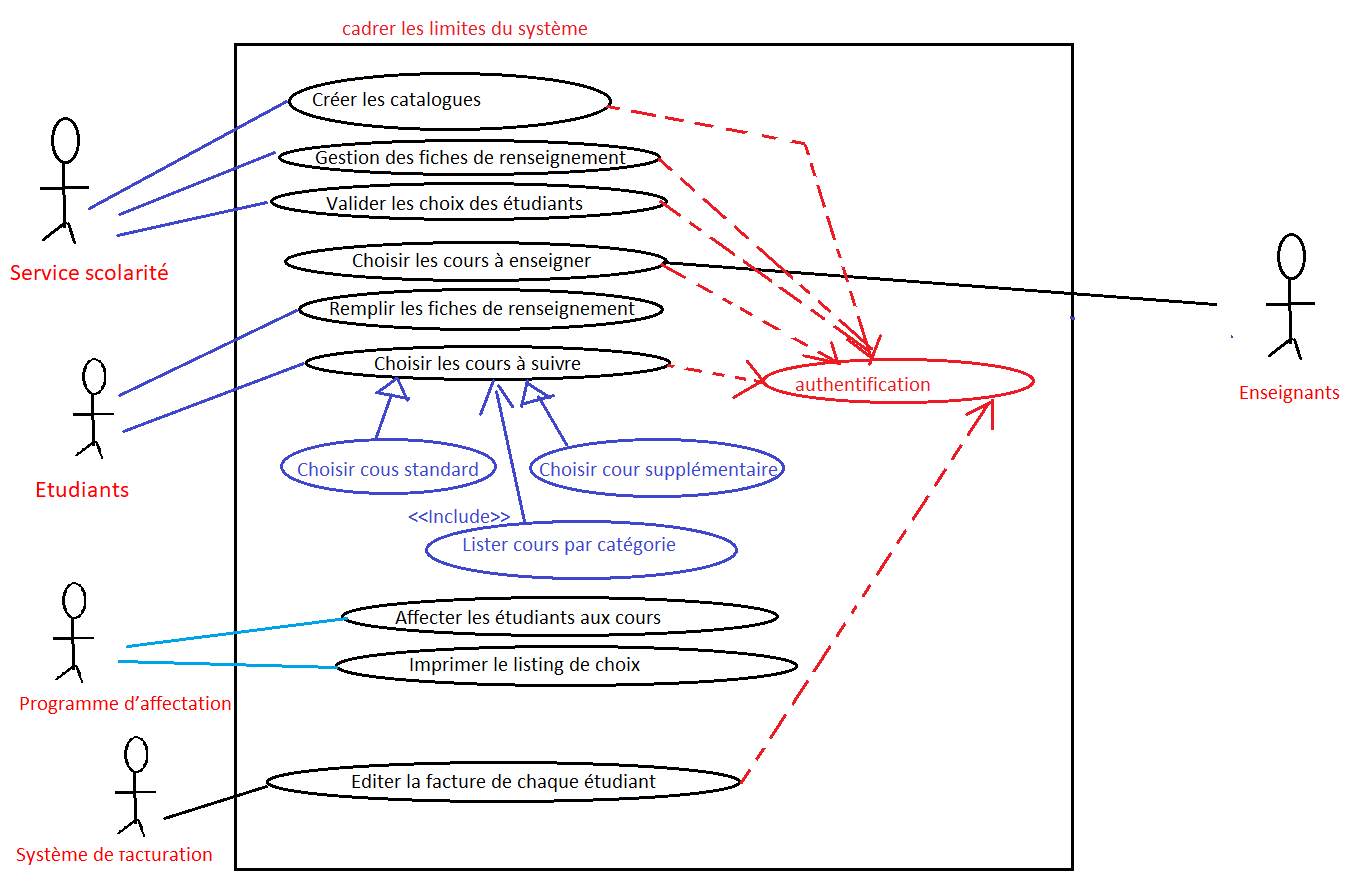 cadrer les limites du système
Créer les catalogues
Gestion des fiches de renseignement
Valider les choix des étudiants
Service scolarité
Choisir les cours à enseigner
Remplir les fiches de renseignement
Choisir les cours à suivre
authentification
Enseignants
Etudiants
Choisir cous standard
Choisir cour supplémentaire
<<Include>>
Lister cours par catégorie
Affecter les étudiants aux cours
Imprimer le listing de choix
Programme d’affectation
Editer la facture de chaque étudiant
Système de facturation